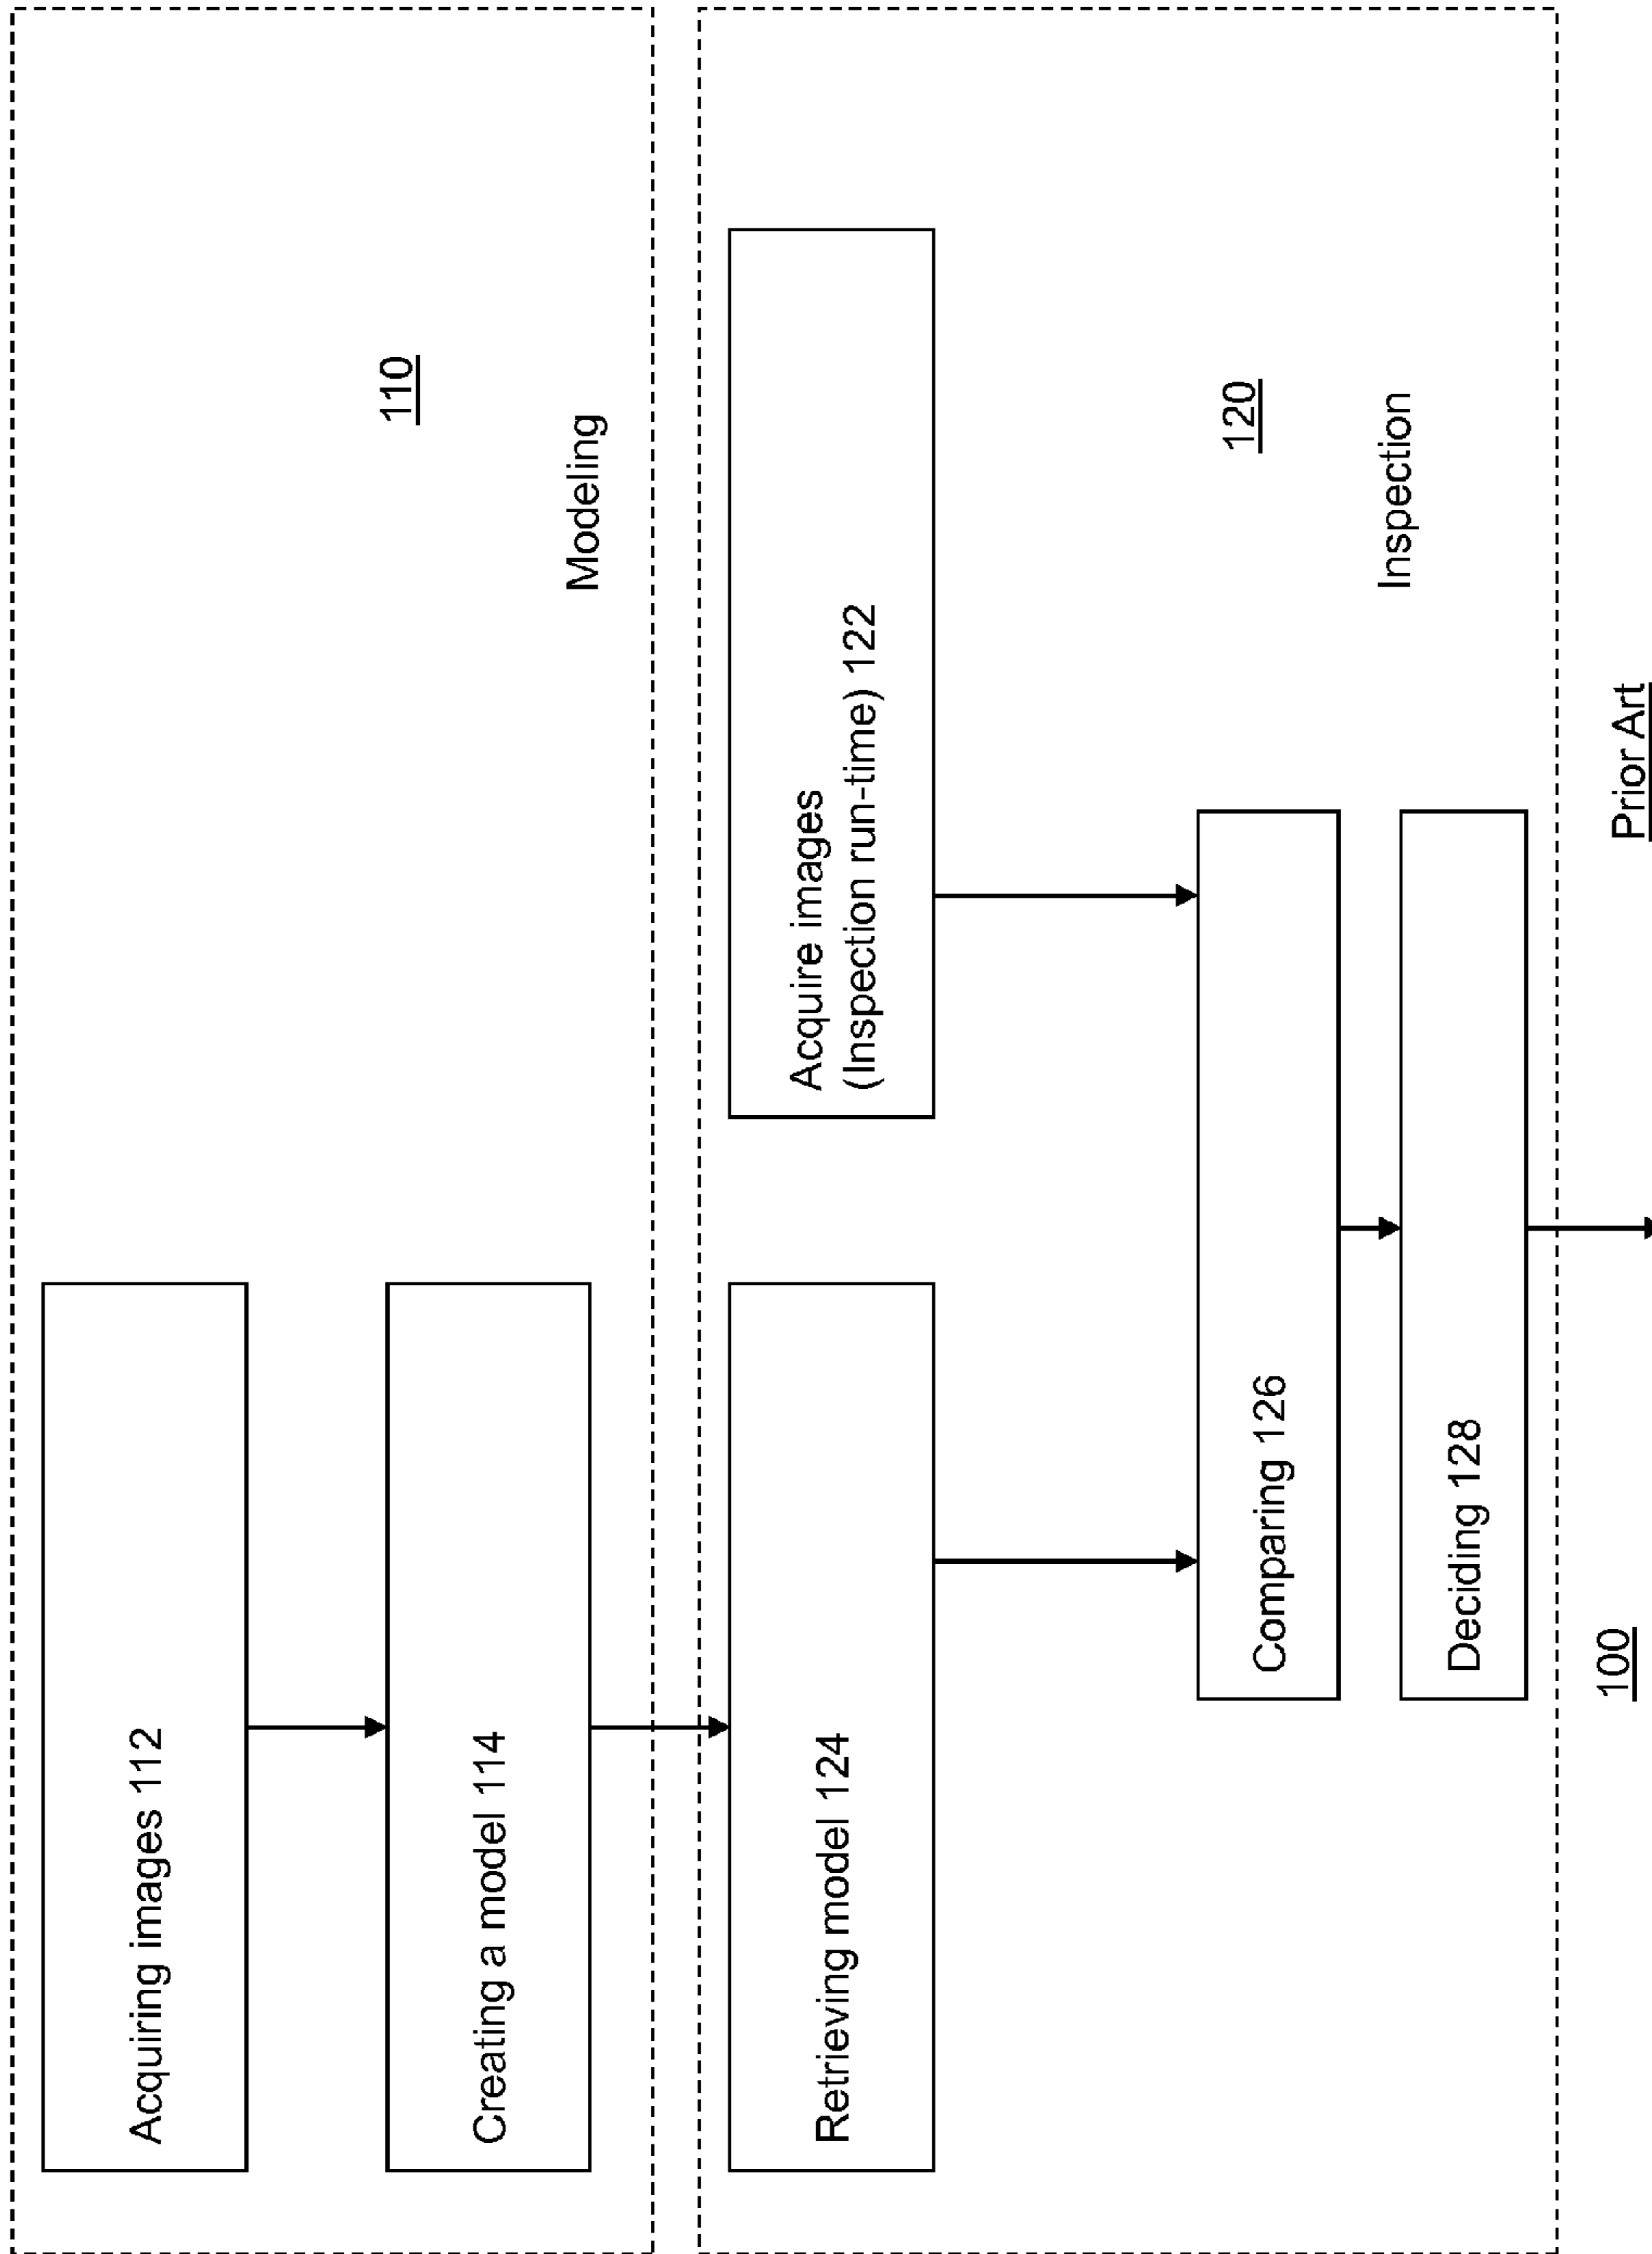 Acquiring images 112
110
Creating a model 114
Modeling
Retrieving model 124
Acquire images
(Inspection run-time) 122
120
Comparing 126
Inspection
Deciding 128
100
Prior Art